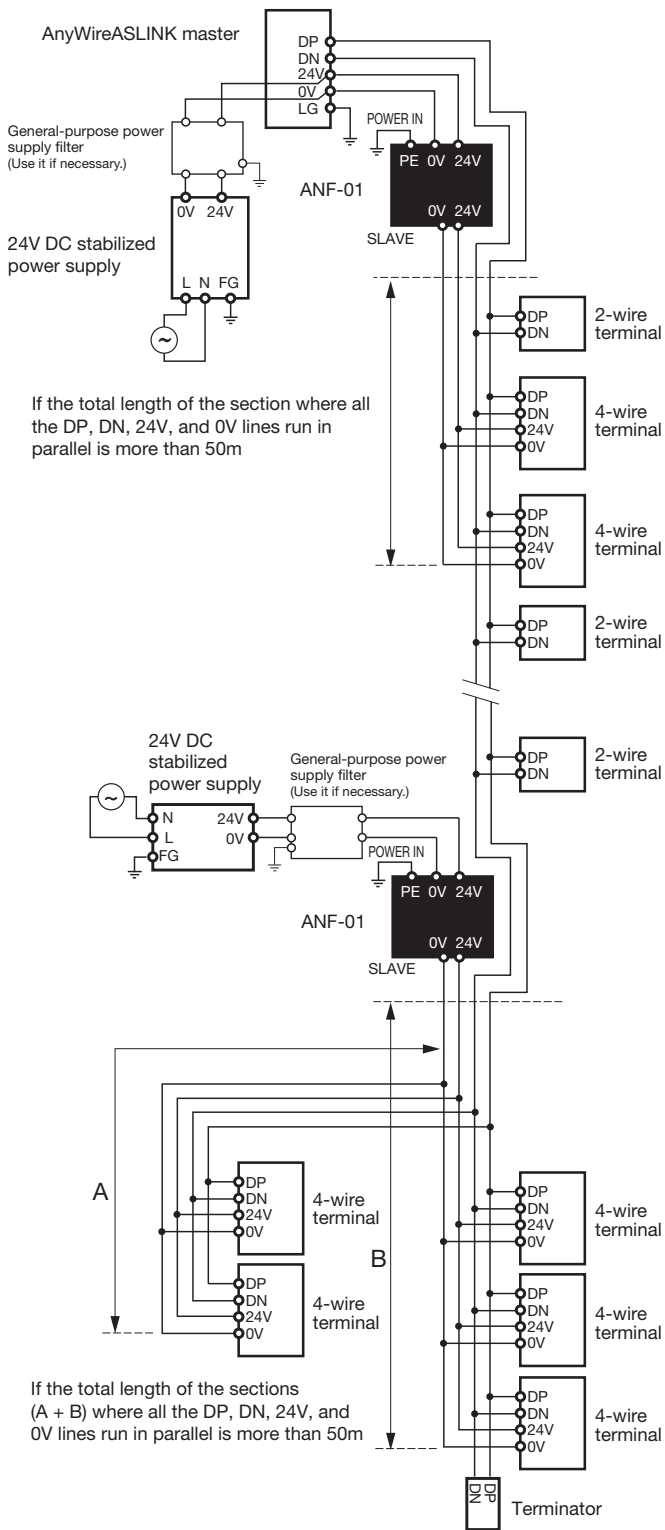 AnyWireASLINK master
DP
DN
24V
0V
LG
General-purpose power
supply filter
(Use it if necessary.)
0V 24V
24V DC stabilized
power supply
L N FG
~
POWER IN
PE 0V 24V
ANF-01
0V 24V
SLAVE
DP
DN
2-wire
terminal
If the total length of the section where all
the DP, DN, 24V, and 0V lines run in
parallel is more than 50m
DP
DN
24V
0V
4-wire
terminal
DP
DN
24V
0V
4-wire
terminal
DP
DN
2-wire
terminal
DP
DN
2-wire
terminal
24V DC
stabilized
power supply
~
N
L
FG
24V
0V
General-purpose power
supply filter
(Use it if necessary.)
POWER IN
PE 0V 24V
ANF-01
0V 24V
SLAVE
A
DP
DN
24V
0V
4-wire
terminal
DP
DN
24V
0V
4-wire
terminal
B
DP
DN
24V
0V
4-wire
terminal
DP
DN
24V
0V
4-wire
terminal
DP
DN
24V
0V
4-wire
terminal
If the total length of the sections
(A + B) where all the DP, DN, 24V, and
0V lines run in parallel is more than 50m
DP
DN
Terminator